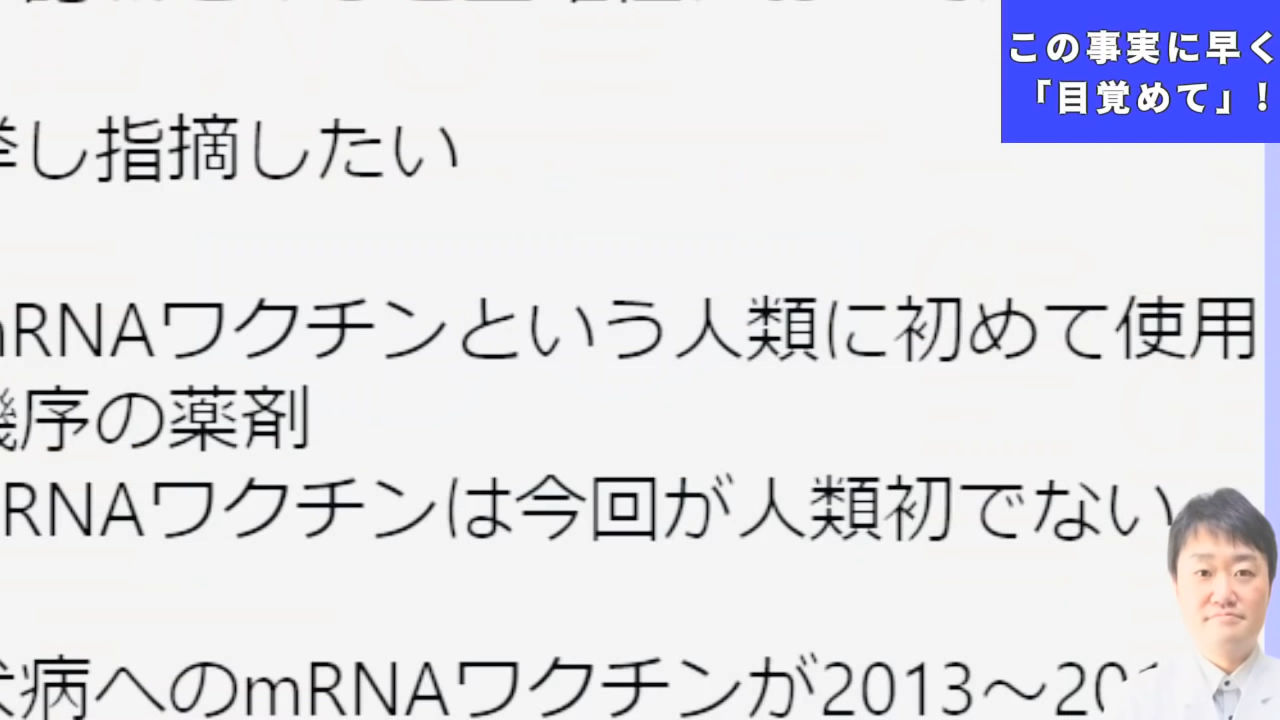 この事実に早く
「目覚めて」!
し指摘したい
RNAワクチンという人類に初めて使用
機序の薬剤
RNAワクチンは今回が人類初でない
病へのmRNAワクチンが2013～20